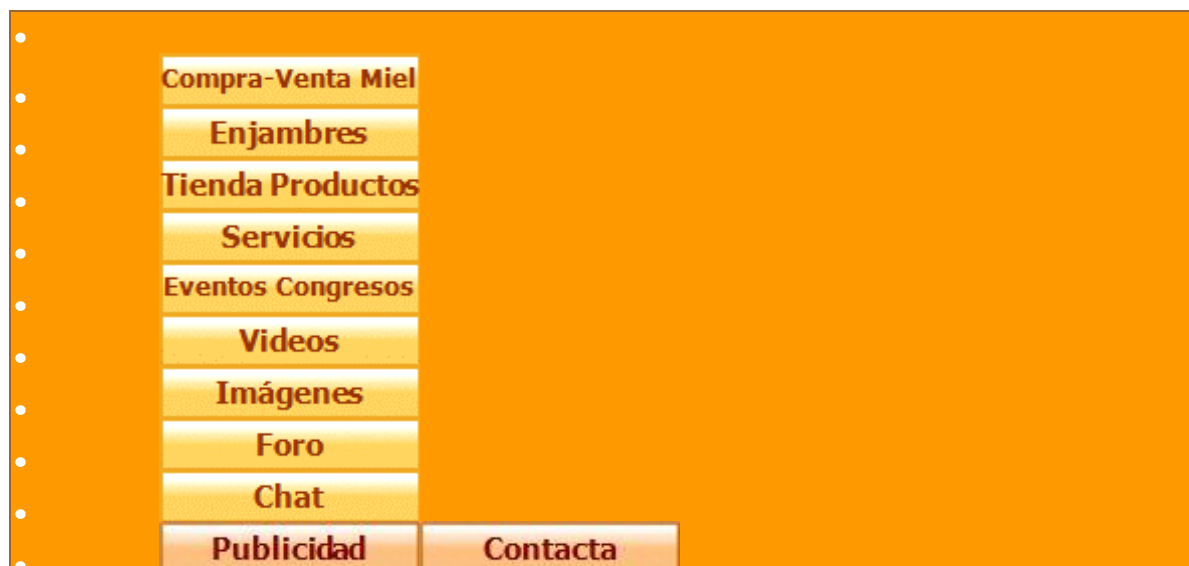 Compra-Venta Miel
Enjambres
Tienda Productos
Servicios
Eventos Congresos
Videos
Imágenes
Foro
Chat
Publicidad Contacta